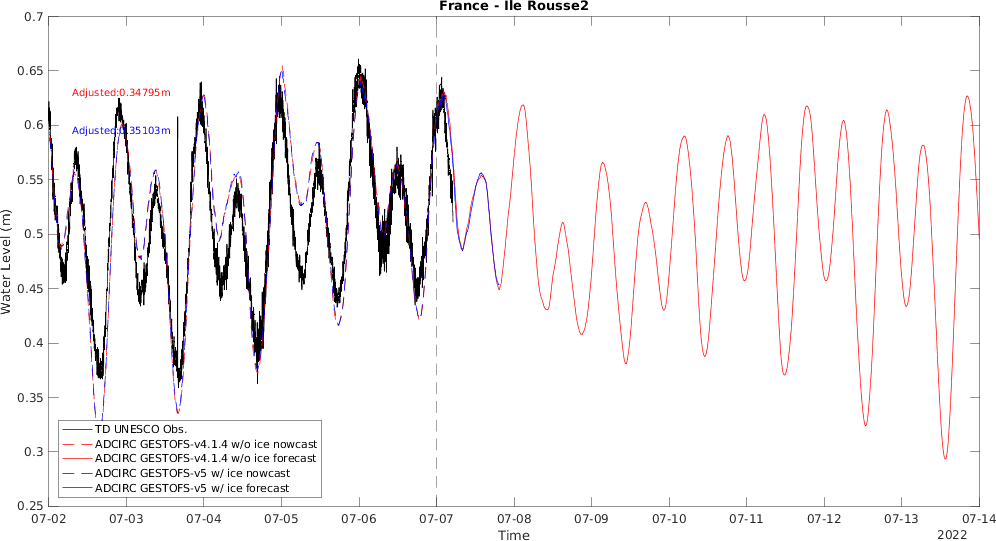 France - Ile Rousse2
0.7
0.65
0.6
0.55
0.5
0.45
0.4
0.35
0.3
0.25
Water Level (m)
Adjusted:0.34795m
Adjusted:0.35103m
TD UNESCO Obs.
ADCIRC GESTOFS-v4.1.4 w/o ice nowcast
ADCIRC GESTOFS-v4.1.4 w/o ice forecast
ADCIRC GESTOFS-v5 w/ ice nowcast
ADCIRC GESTOFS-v5 w/ ice forecast
07-02 07-03 07-04 07-05 07-06 07-07 07-08 07-09 07-10 07-11 07-12 07-13 07-14
Time
2022